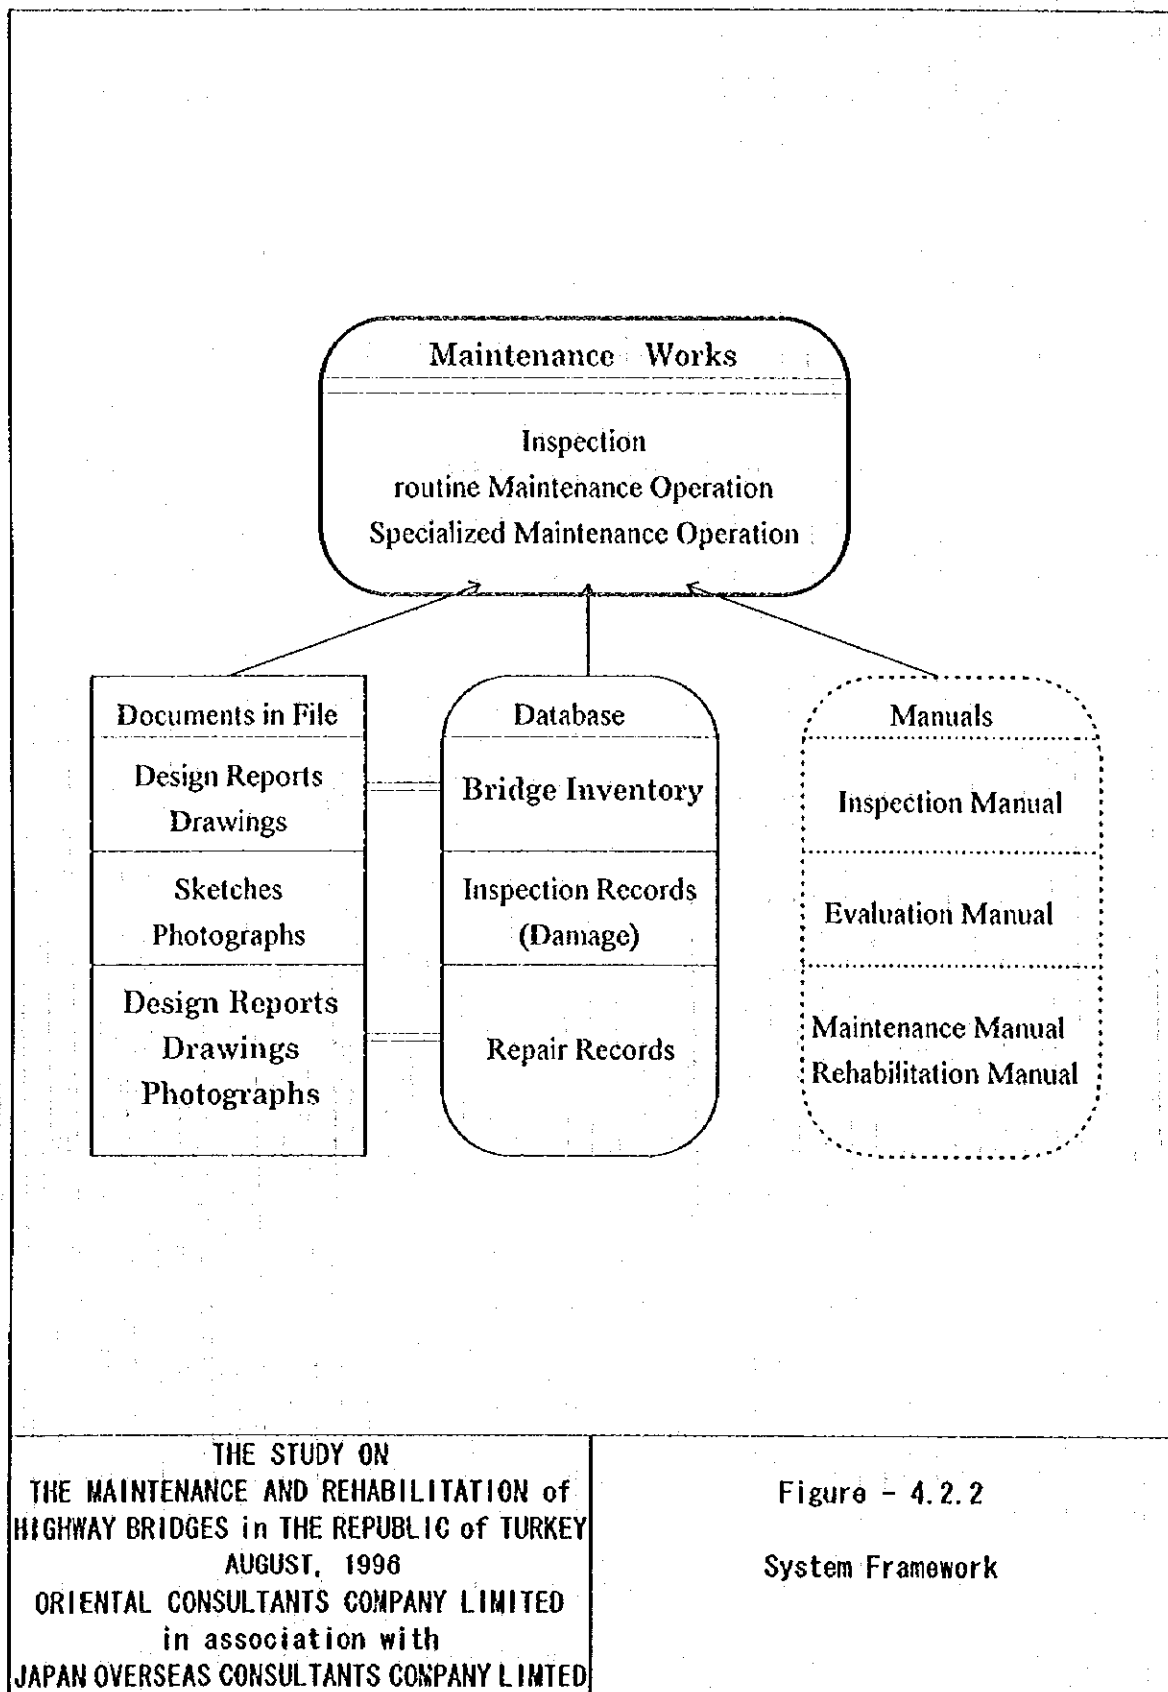 Maintenance Works
Inspection
routine Maintenance Operation
Specialized Maintenance Operation
Documents in File
Design Reports
Drawings
Sketches
Photographs
Design Reports
Drawings
Photographs
Database
Bridge Inventory
Inspection Records
(Damage)
Repair Records
Manuals
Inspection Manual
Evaluation Manual
Maintenance Manual
Rehabilitation Manual
THE STUDY ON
THE MAINTENANCE AND REHABILITATION of
HIGHWAY BRIDGES in THE REPUBLIC of TURKEY
AUGUST, 1996
ORIENTAL CONSULTANTS COMPANY LIMITED
in association with
JAPAN OVERSEAS CONSULTANTS COMPANY LIMTED
Figure - 4.2.2
System Framework